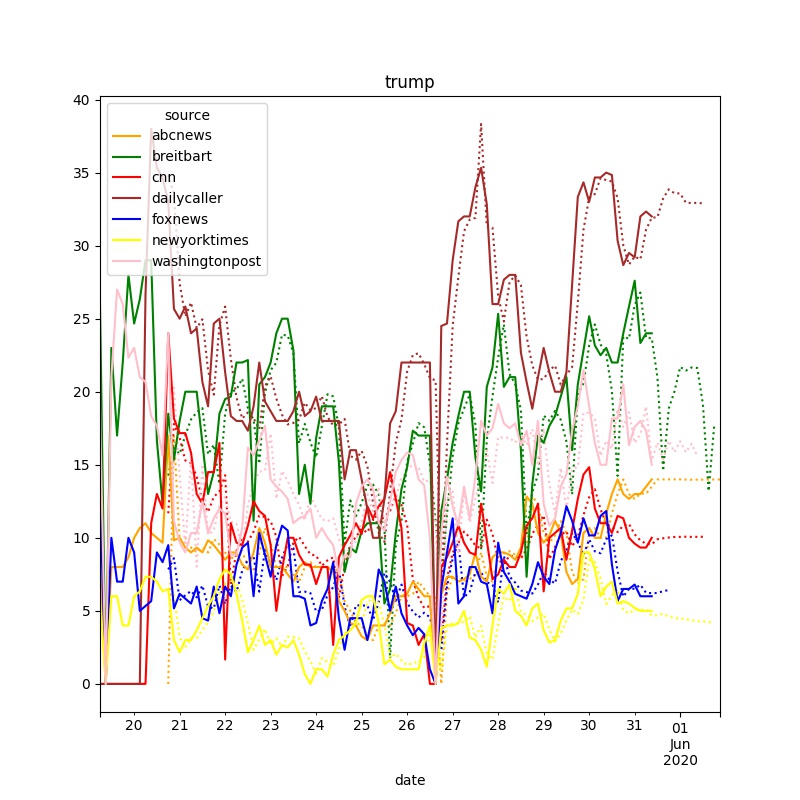 trump
40
35
30
25
20
15
10
5
0
source
abcnews
breitbart
cnn
dailycaller
foxnews
newyorktimes
washingtonpost
20 21 22 23 24 25 26 27 28 29 30 31 01
Jun
2020
date